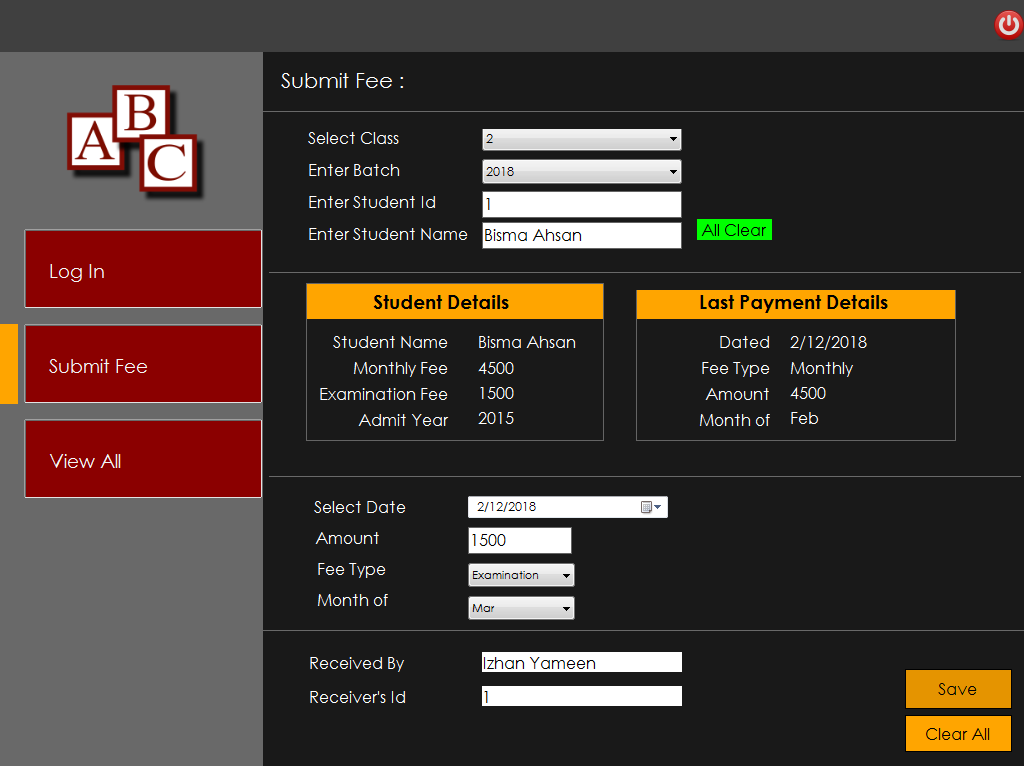 A B C
Log In
Submit Fee
View All
Submit Fee :
Select Class 2
Enter Batch 2018
Enter Student Id 1
Enter Student Name Bisma Ahsan All Clear
Student Details
Student Name Bisma Ahsan
Monthly Fee 4500
Examination Fee 1500
Admit Year 2015
Last Payment Details
Dated 2/12/2018
Fee Type Monthly
Amount 4500
Month of Feb
Select Date 2/12/2018
Amount 1500
Fee Type Examination
Month of Mar
Received By Izhan Yameen
Receiver's Id 1
Save
Clear All